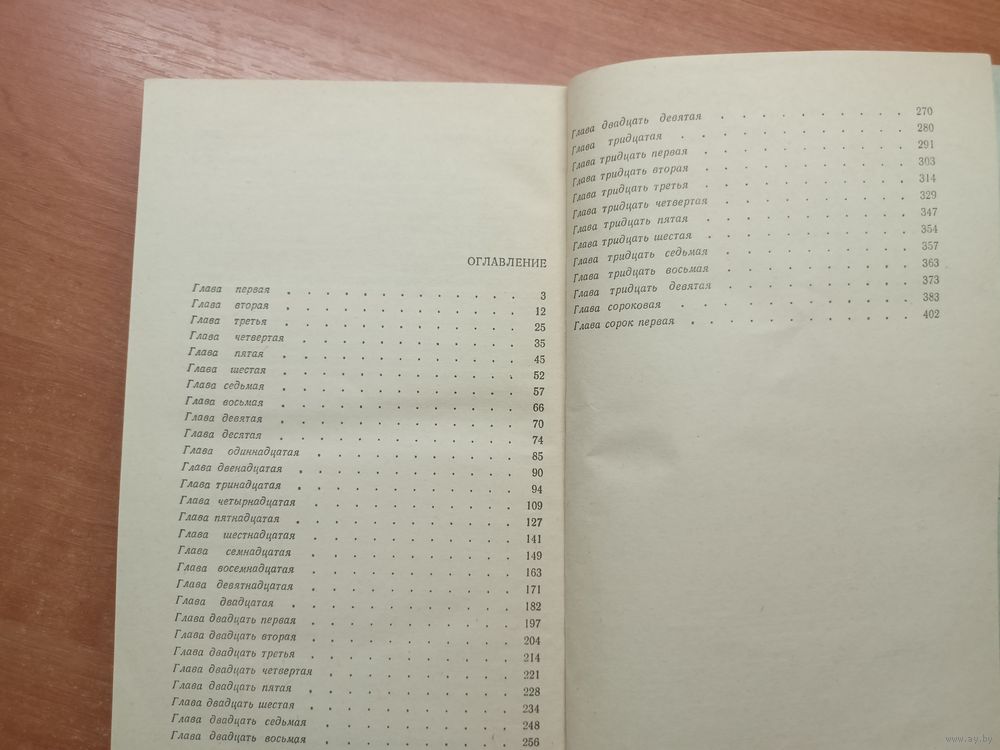 ОГЛАВЛЕНИЕ
Глава первая . . . . . . . . . . . . . 3
Глава вторая . . . . . . . . . . . . . 12
Глава третья . . . . . . . . . . . . . 25
Глава четвертая . . . . . . . . . . . . 35
Глава пятая . . . . . . . . . . . . . 45
Глава шестая . . . . . . . . . . . . . 52
Глава седьмая . . . . . . . . . . . . . 57
Глава восьмая . . . . . . . . . . . . . 66
Глава девятая . . . . . . . . . . . . . 70
Глава десятая . . . . . . . . . . . . . 74
Глава одиннадцатая . . . . . . . . . . . 85
Глава двенадцатая . . . . . . . . . . . . 90
Глава тринадцатая . . . . . . . . . . . . 94
Глава четырнадцатая . . . . . . . . . . . 109
Глава пятнадцатая . . . . . . . . . . . . 127
Глава шестнадцатая . . . . . . . . . . . 141
Глава семнадцатая . . . . . . . . . . . 149
Глава восемнадцатая . . . . . . . . . . . 163
Глава девятнадцатая . . . . . . . . . . . 171
Глава двадцатая . . . . . . . . . . . . 182
Глава двадцать первая . . . . . . . . . . . 197
Глава двадцать вторая . . . . . . . . . . . 204
Глава двадцать третья . . . . . . . . . . . 214
Глава двадцать четвертая . . . . . . . . . . 221
Глава двадцать пятая . . . . . . . . . . . 228
Глава двадцать шестая . . . . . . . . . . . 234
Глава двадцать седьмая . . . . . . . . . . 248
Глава двадцать восьмая . . . . . . . . . . 256
Глава двадцать девятая . . . . . . . . . . 270
Глава тридцатая . . . . . . . . . . . . 280
Глава тридцать первая . . . . . . . . . . . 291
Глава тридцать вторая . . . . . . . . . . . 303
Глава тридцать третья . . . . . . . . . . . 314
Глава тридцать четвертая . . . . . . . . . . 329
Глава тридцать пятая . . . . . . . . . . . 347
Глава тридцать шестая . . . . . . . . . . . 354
Глава тридцать седьмая . . . . . . . . . . 357
Глава тридцать восьмая . . . . . . . . . . 363
Глава тридцать девятая . . . . . . . . . . 373
Глава сороковая . . . . . . . . . . . . 383
Глава сорок первая . . . . . . . . . . . . 402
www.ay.by